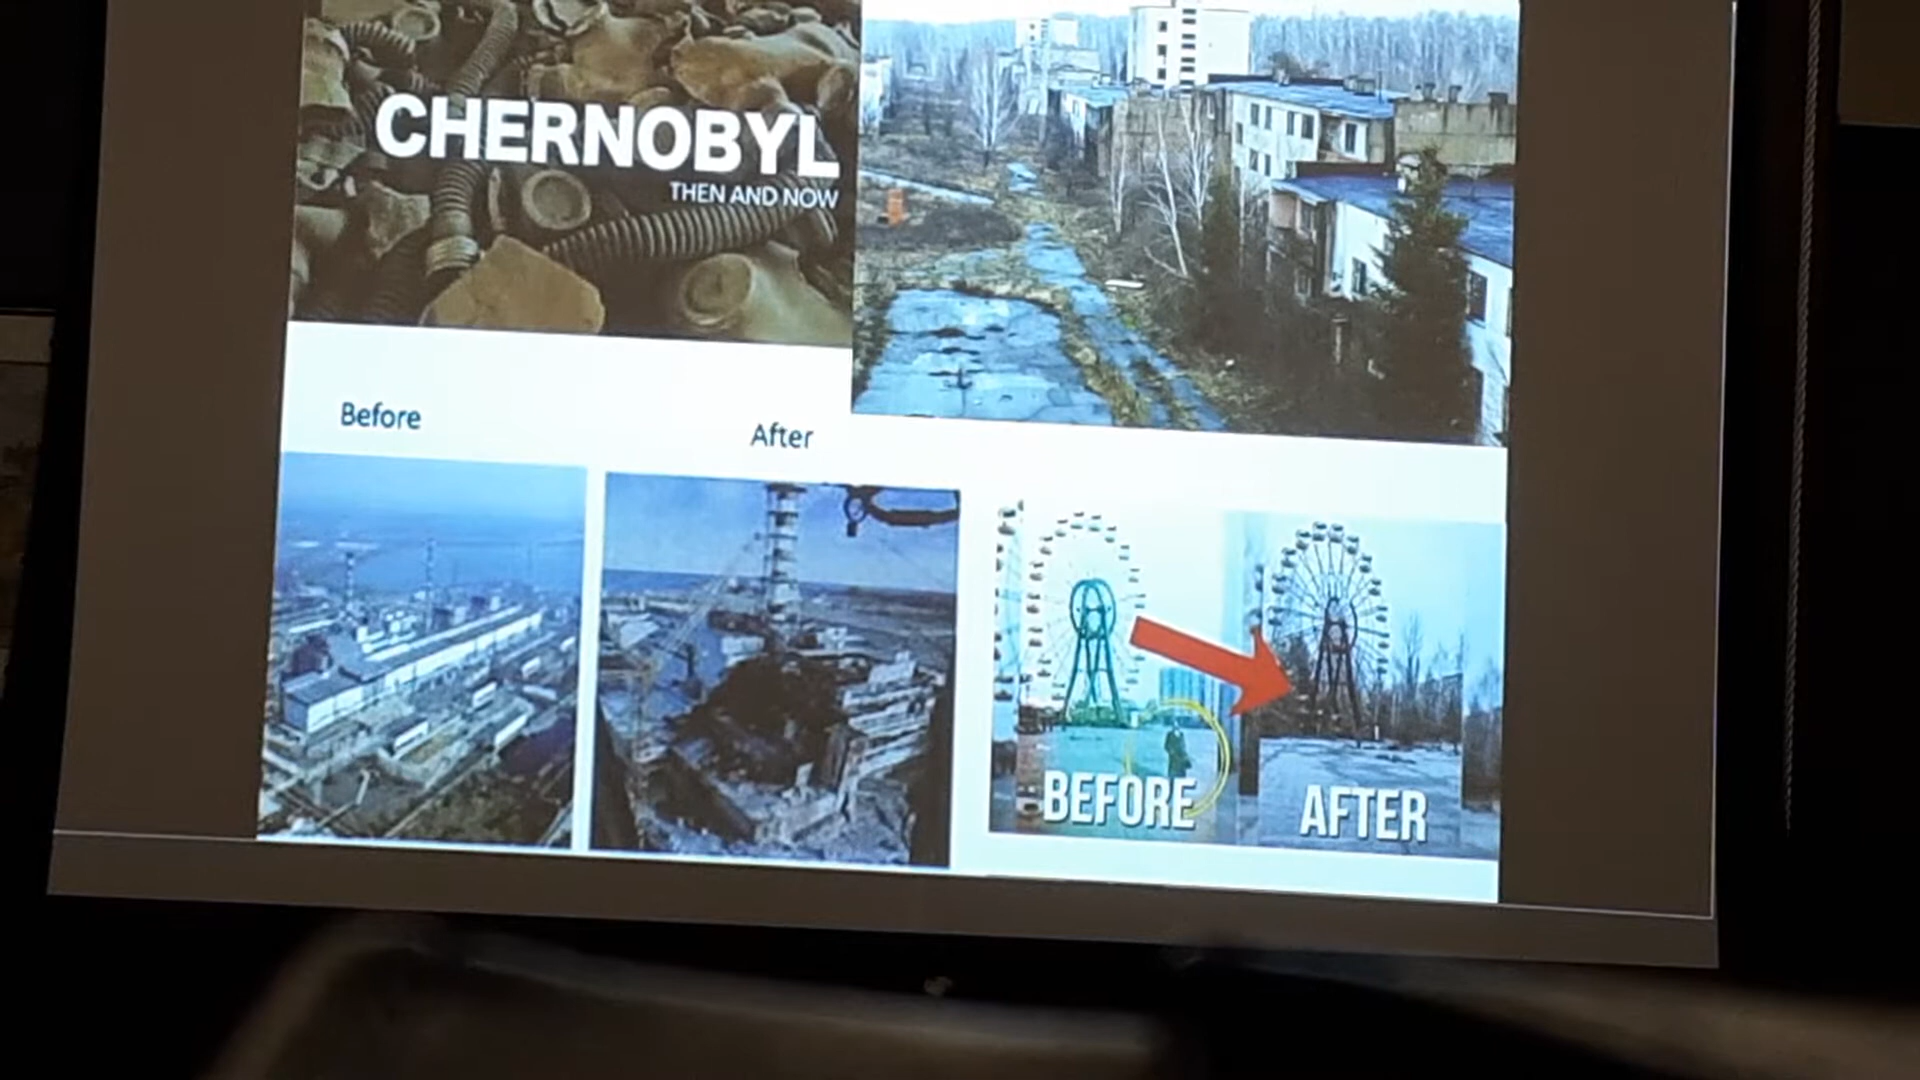 CHERNOBYL
THEN AND NOW
Before
After
BEFORE
AFTER